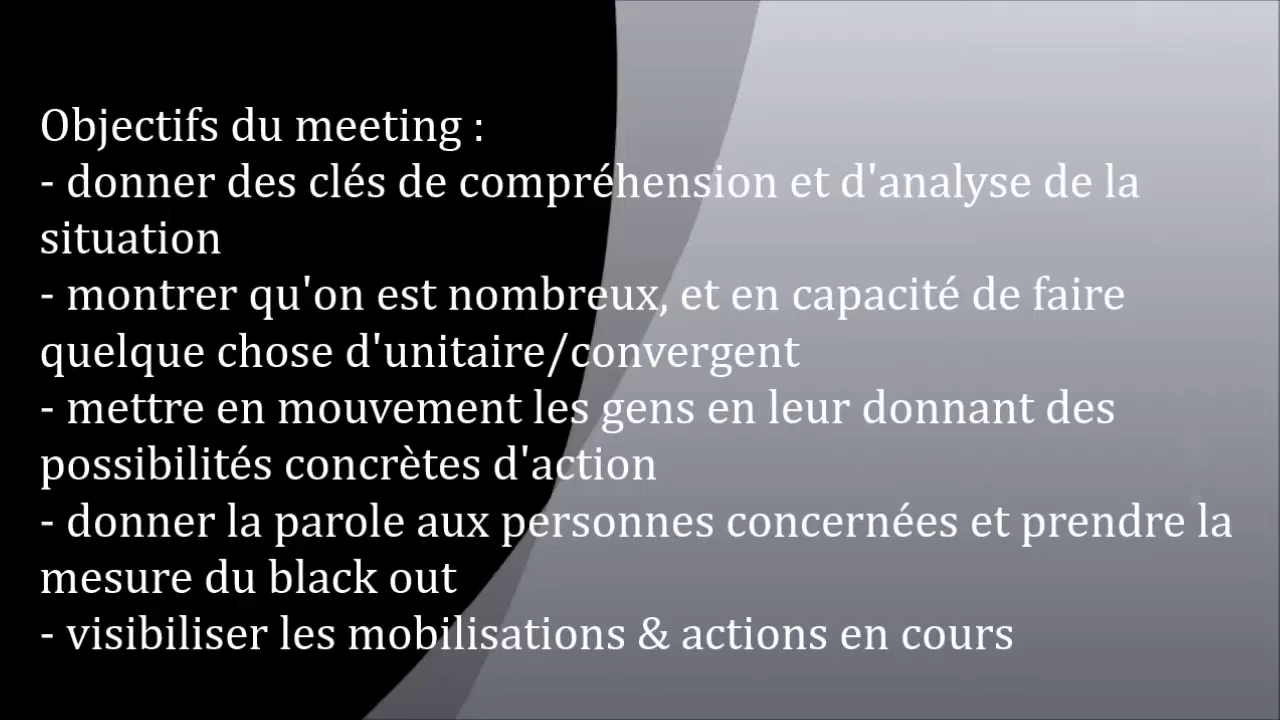 Objectifs du meeting :
- donner des clés de compréhension et d'analyse de la
situation
- montrer qu'on est nombreux, et en capacité de faire
quelque chose d'unitaire/convergent
- mettre en mouvement les gens en leur donnant des
possibilités concrètes d'action
- donner la parole aux personnes concernées et prendre la
mesure du black out
- visibiliser les mobilisations & actions en cours